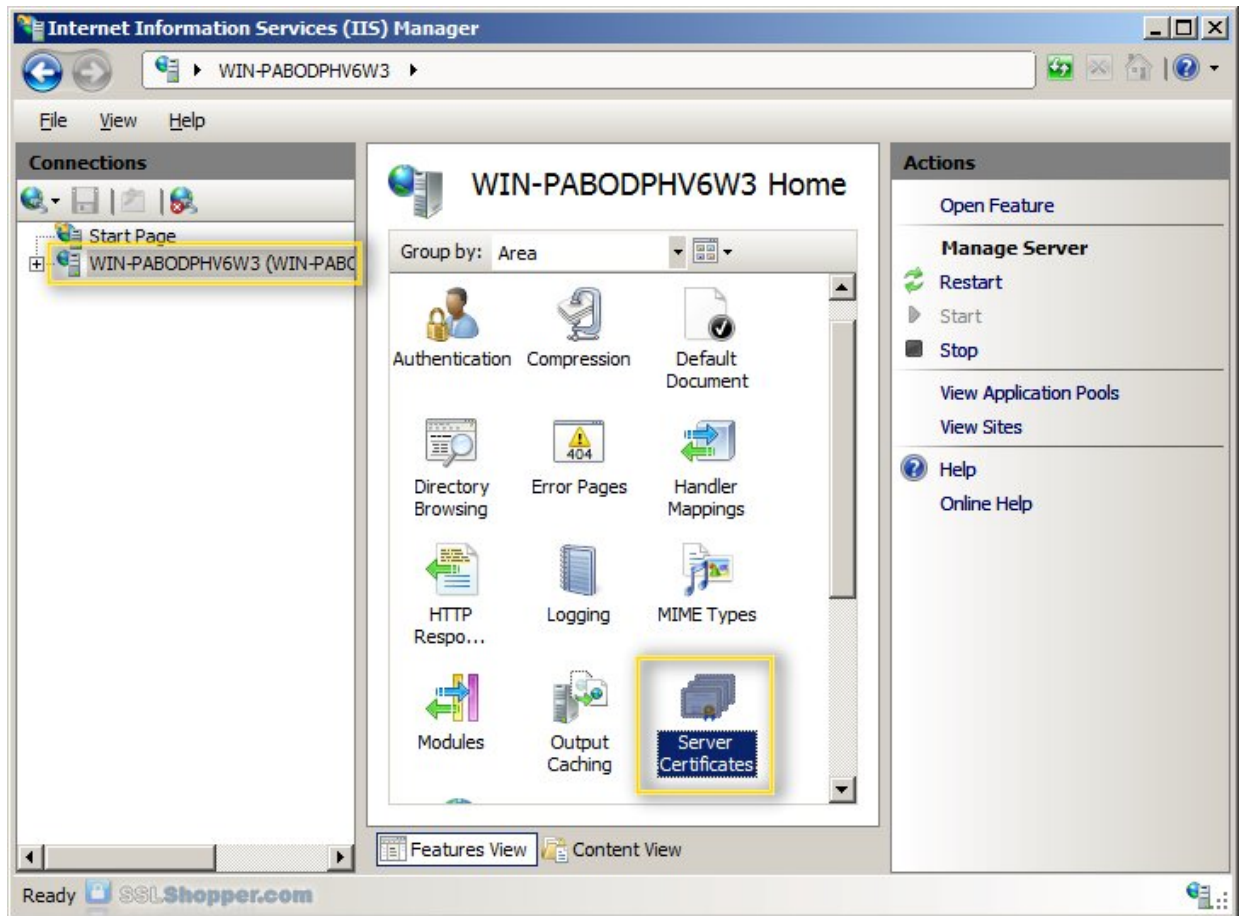 Internet Information Services (IIS) Manager
WIN-PABODPHV6W3
File View Help
Connections
Start Page
WIN-PABODPHV6W3 (WIN-PABO
WIN-PABODPHV6W3 Home
Group by: Area
Authentication
Compression
Default
Document
Directory
Browsing
Error Pages
404
Handler
Mappings
HTTP
Respo...
Logging
MIME Types
Modules
Output
Caching
Server
Certificates
Features View
Content View
Actions
Open Feature
Manage Server
Restart
Start
Stop
View Application Pools
View Sites
Help
Online Help
Ready
SSLShopper.com